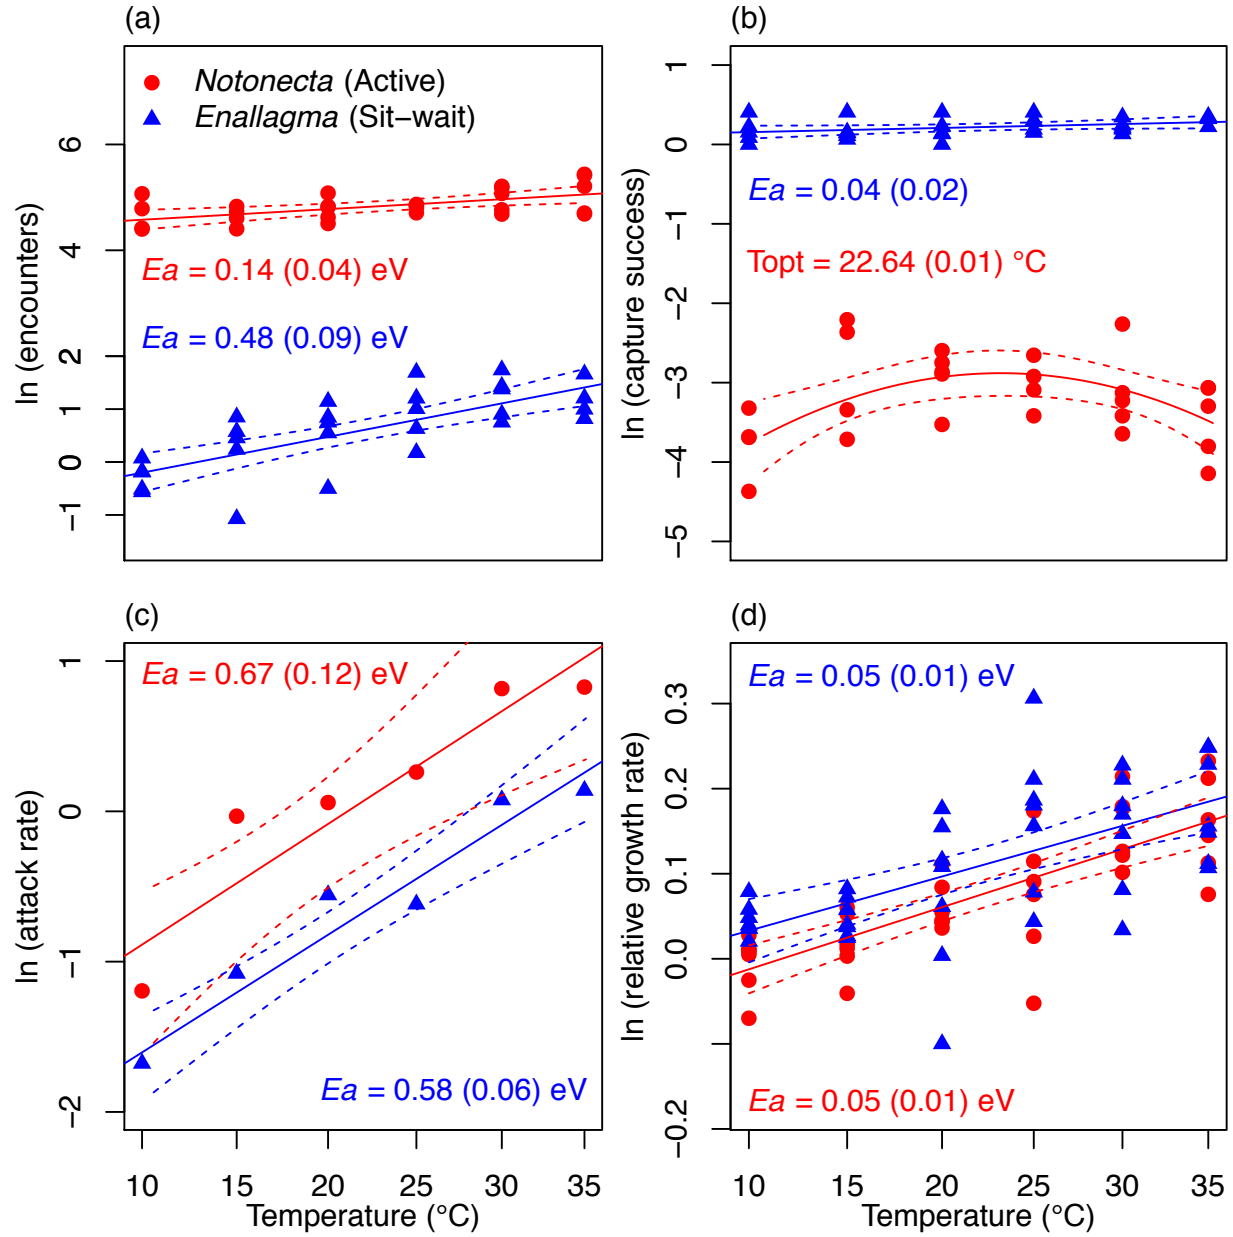 (a)
Notonecta (Active)
Enallagma (Sit−wait)
ln (encounters)
6
4
2
1
0
−1
Ea = 0.14 (0.04) eV
Ea = 0.48 (0.09) eV
(b)
ln (capture success)
1
0
−1
−2
−3
−4
−5
Ea = 0.04 (0.02)
Topt = 22.64 (0.01) °C
(c)
ln (attack rate)
1
0
−1
−2
Ea = 0.67 (0.12) eV
Ea = 0.58 (0.06) eV
10 15 20 25 30 35
Temperature (°C)
(d)
ln (relative growth rate)
0.3
0.2
0.1
0.0
−0.2
Ea = 0.05 (0.01) eV
Ea = 0.05 (0.01) eV
10 15 20 25 30 35
Temperature (°C)